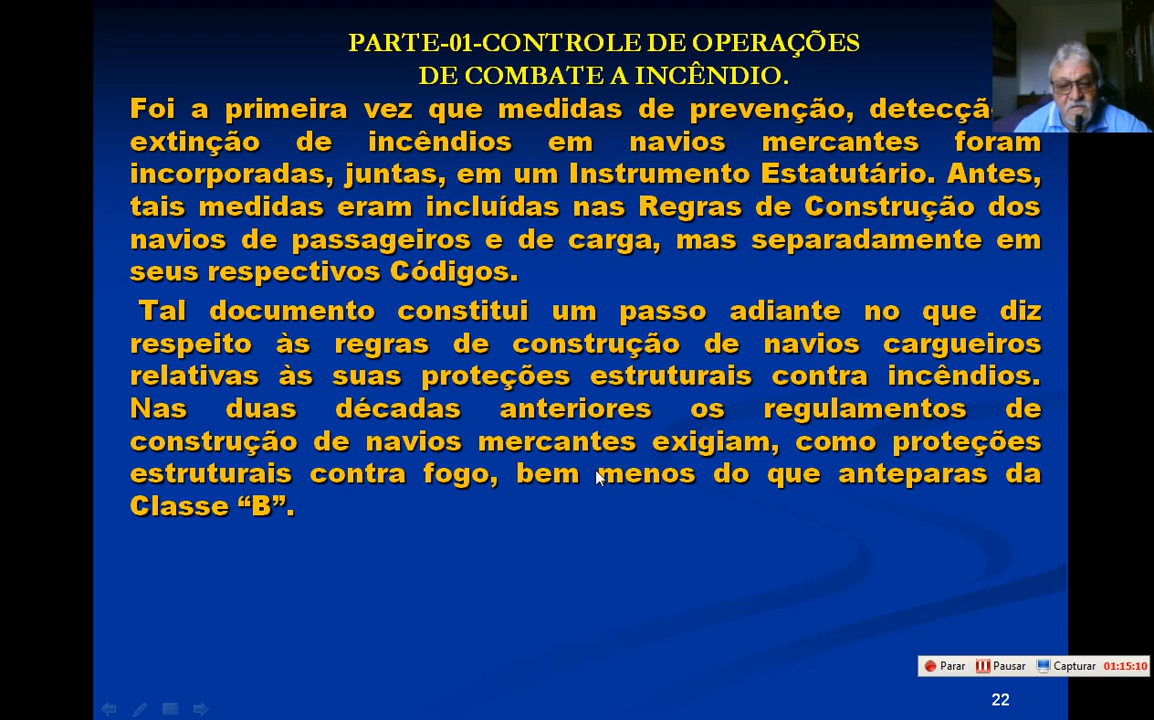 PARTE-01-CONTROLE DE OPERAÇÕES
DE COMBATE A INCÊNDIO.
Foi a primeira vez que medidas de prevenção,
extinção de incêndios em navios mercantes foram
incorporadas, juntas, em um Instrumento Estatutário. Antes,
tais medidas eram incluídas nas Regras de Construção dos
navios de passageiros e de carga, mas separadamente em
seus respectivos Códigos.
Tal documento constitui um passo adiante no que diz
respeito às regras de construção de navios cargueiros
relativas às suas proteções estruturais contra incêndios.
Nas duas décadas anteriores os regulamentos de
construção de navios mercantes exigiam, como proteções
estruturais contra fogo, bem menos do que anteparas da
Classe “B”.
Parar Pausar Capturar 01:15:10
22